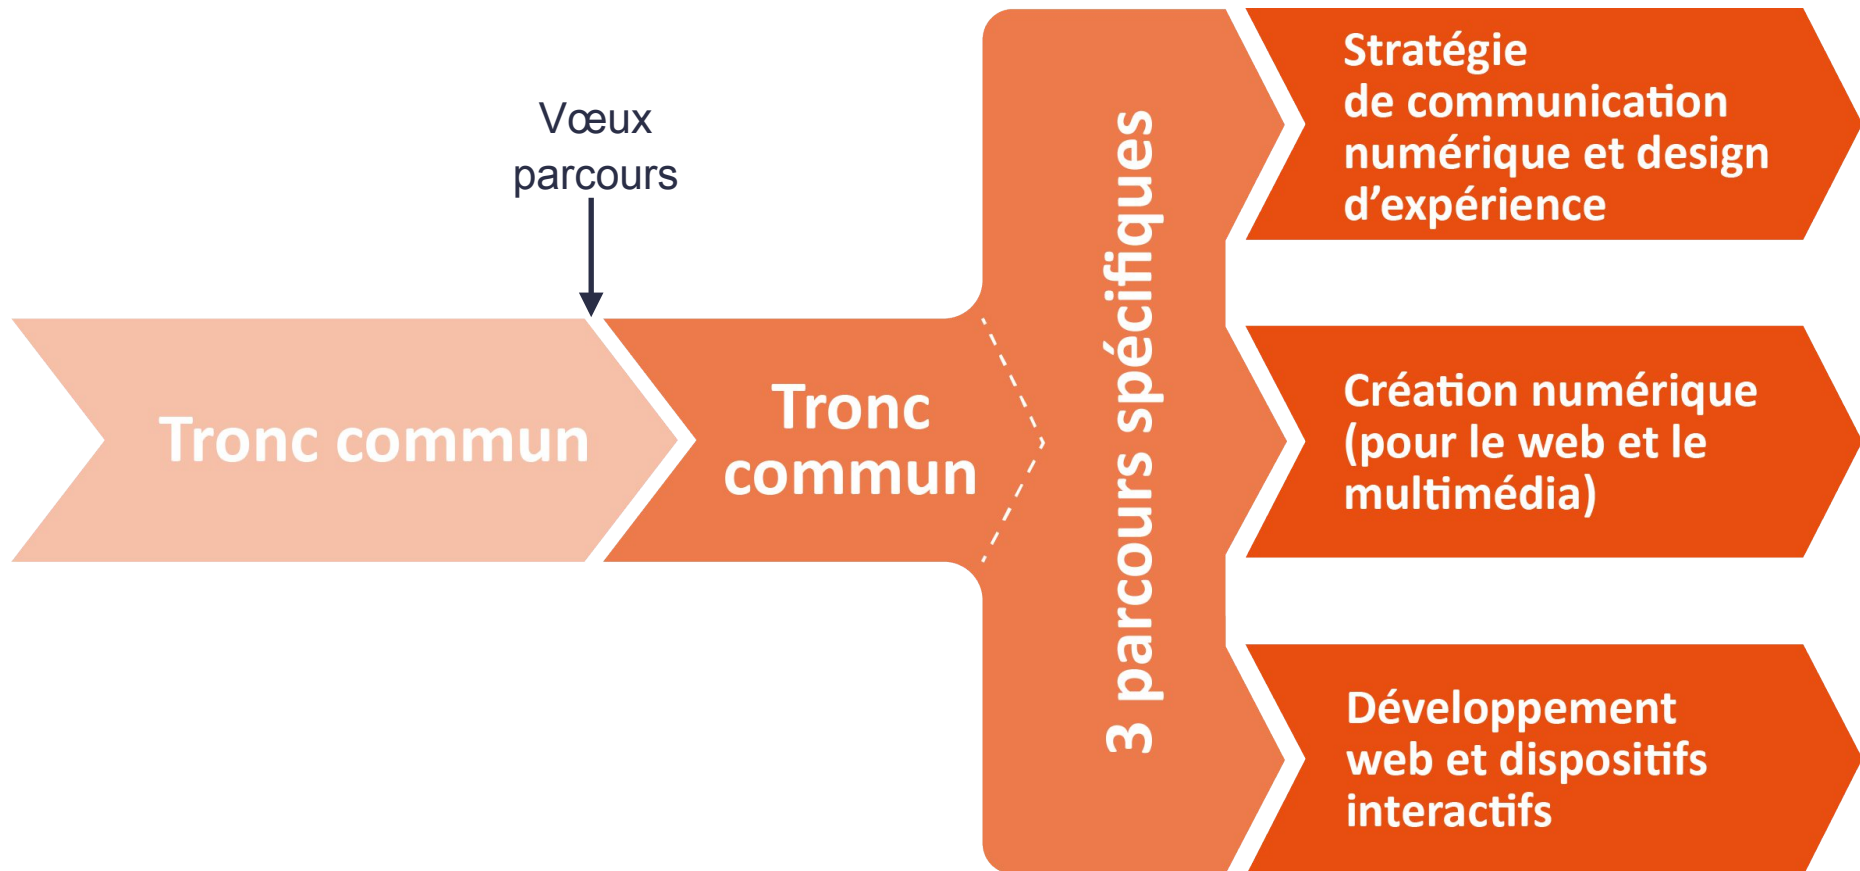 Vœux
parcours
Tronc commun
Tronc
commun
3 parcours spécifiques
Stratégie
de communication
numérique et design
d’expérience
Création numérique
(pour le web et le
multimédia)
Développement
web et dispositifs
interactifs